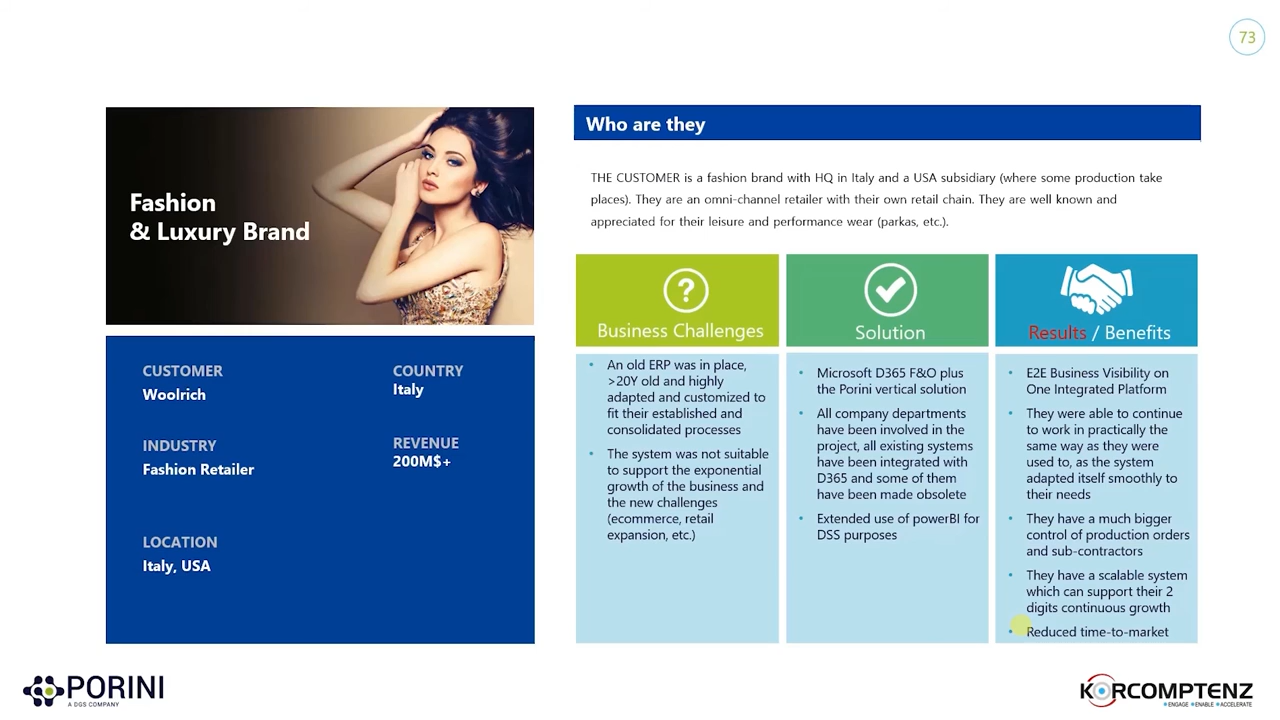 73
Fashion
& Luxury Brand
CUSTOMER
Woolrich
COUNTRY
Italy
INDUSTRY
Fashion Retailer
REVENUE
200M$+
LOCATION
Italy, USA
Who are they
THE CUSTOMER is a fashion brand with HQ in Italy and a USA subsidiary (where some production take
places). They are an omni-channel retailer with their own retail chain. They are well known and
appreciated for their leisure and performance wear (parkas, etc.).
?
Business Challenges
• An old ERP was in place,
>20Y old and highly
adapted and customized to
fit their established and
consolidated processes
• The system was not suitable
to support the exponential
growth of the business and
the new challenges
(ecommerce, retail
expansion, etc.)
Solution
• Microsoft D365 F&O plus
the Porini vertical solution
• All company departments
have been involved in the
project, all existing systems
have been integrated with
D365 and some of them
have been made obsolete
• Extended use of powerBI for
DSS purposes
Results / Benefits
• E2E Business Visibility on
One Integrated Platform
• They were able to continue
to work in practically the
same way as they were
used to, as the system
adapted itself smoothly to
their needs
• They have a much bigger
control of production orders
and sub-contractors
• They have a scalable system
which can support their 2
digits continuous growth
• Reduced time-to-market
PORINI
A DGS COMPANY
KORCOMPTENZ
•ENGAGE •ENABLE •ACCELERATE